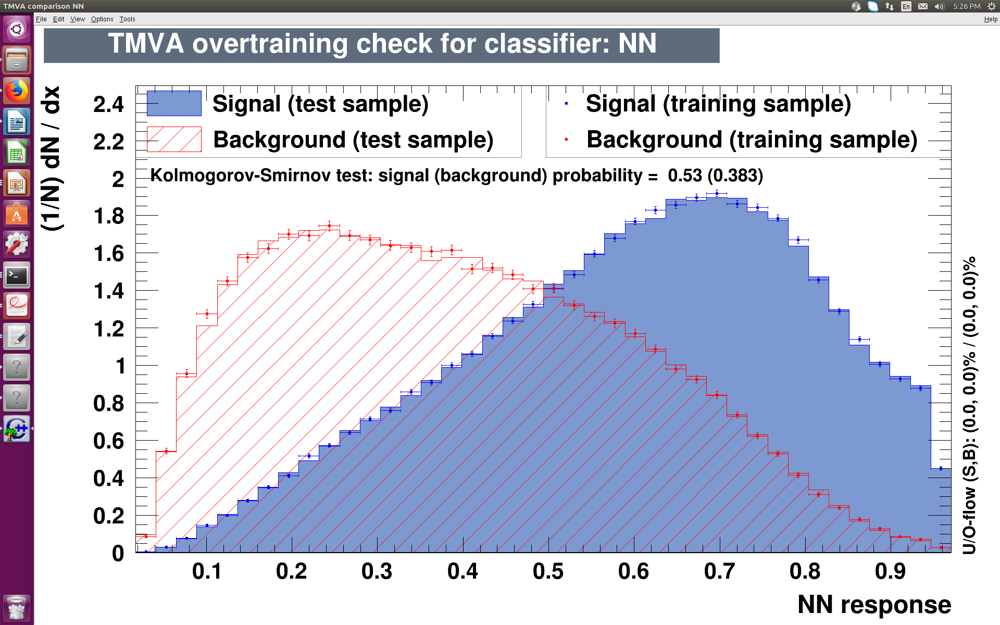 TMVA comparison NN
En
5:26 PM
File Edit View Options Tools
Help
TMVA overtraining check for classifier: NN
(1/N) dN / dx
2.4
2.2
2
1.8
1.6
1.4
1.2
1
0.8
0.6
0.4
0.2
0
Signal (test sample)
Background (test sample)
Signal (training sample)
Background (training sample)
Kolmogorov-Smirnov test: signal (background) probability = 0.53 (0.383)
0.1 0.2 0.3 0.4 0.5 0.6 0.7 0.8 0.9
NN response
U/O-flow (S,B): (0.0, 0.0)% / (0.0, 0.0)%